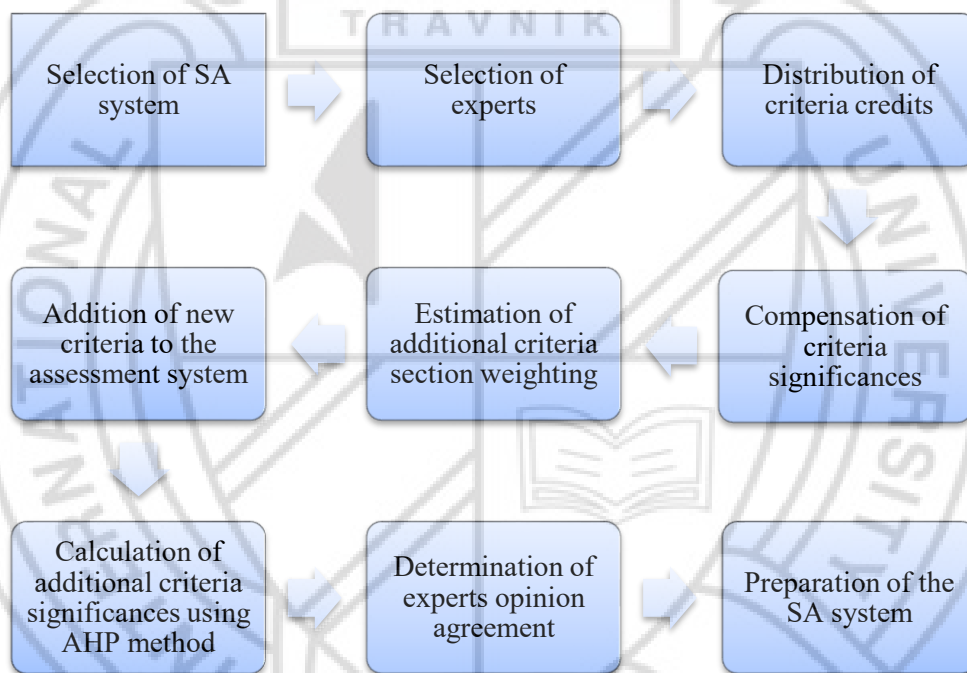 TRAVNIK
Selection of SA
system
Selection of
experts
Distribution of
criteria credits
Compensation of
criteria
significances
Estimation of
additional criteria
section weighting
Addition of new
criteria to the
assessment system
Calculation of
additional criteria
significances using
AHP method
Determination of
experts opinion
agreement
Preparation of the
SA system
UNIVERSITY